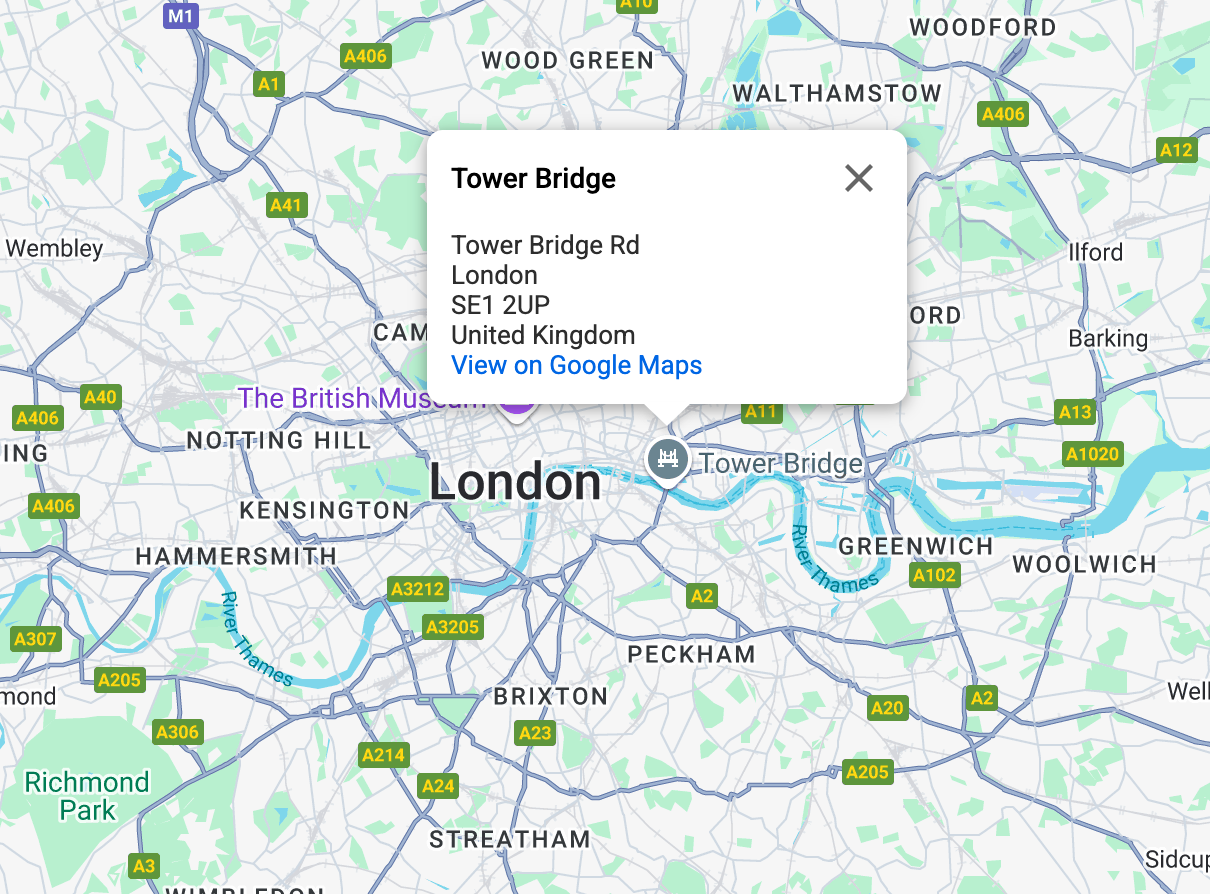 M1
A10
WOODFORD
A406
WOOD GREEN
A1
WALTHAMSTOW
A406
A12
Tower Bridge
A41
Wembley
Tower Bridge Rd
London
SE1 2UP
United Kingdom
View on Google Maps
Ilford
CAM
ORD
Barking
The British Museum
A40
A406
A11
A13
NOTTING HILL
ING
A1020
Tower Bridge
London
A406
KENSINGTON
River Thames
GREENWICH
HAMMERSMITH
WOOLWICH
A102
A3212
A2
River Thames
A3205
A307
PECKHAM
A205
mond
BRIXTON
Well
A2
A20
A306
A23
A214
A205
Richmond
Park
A24
STREATHAM
Sidcup
A3
WIMBLEDON